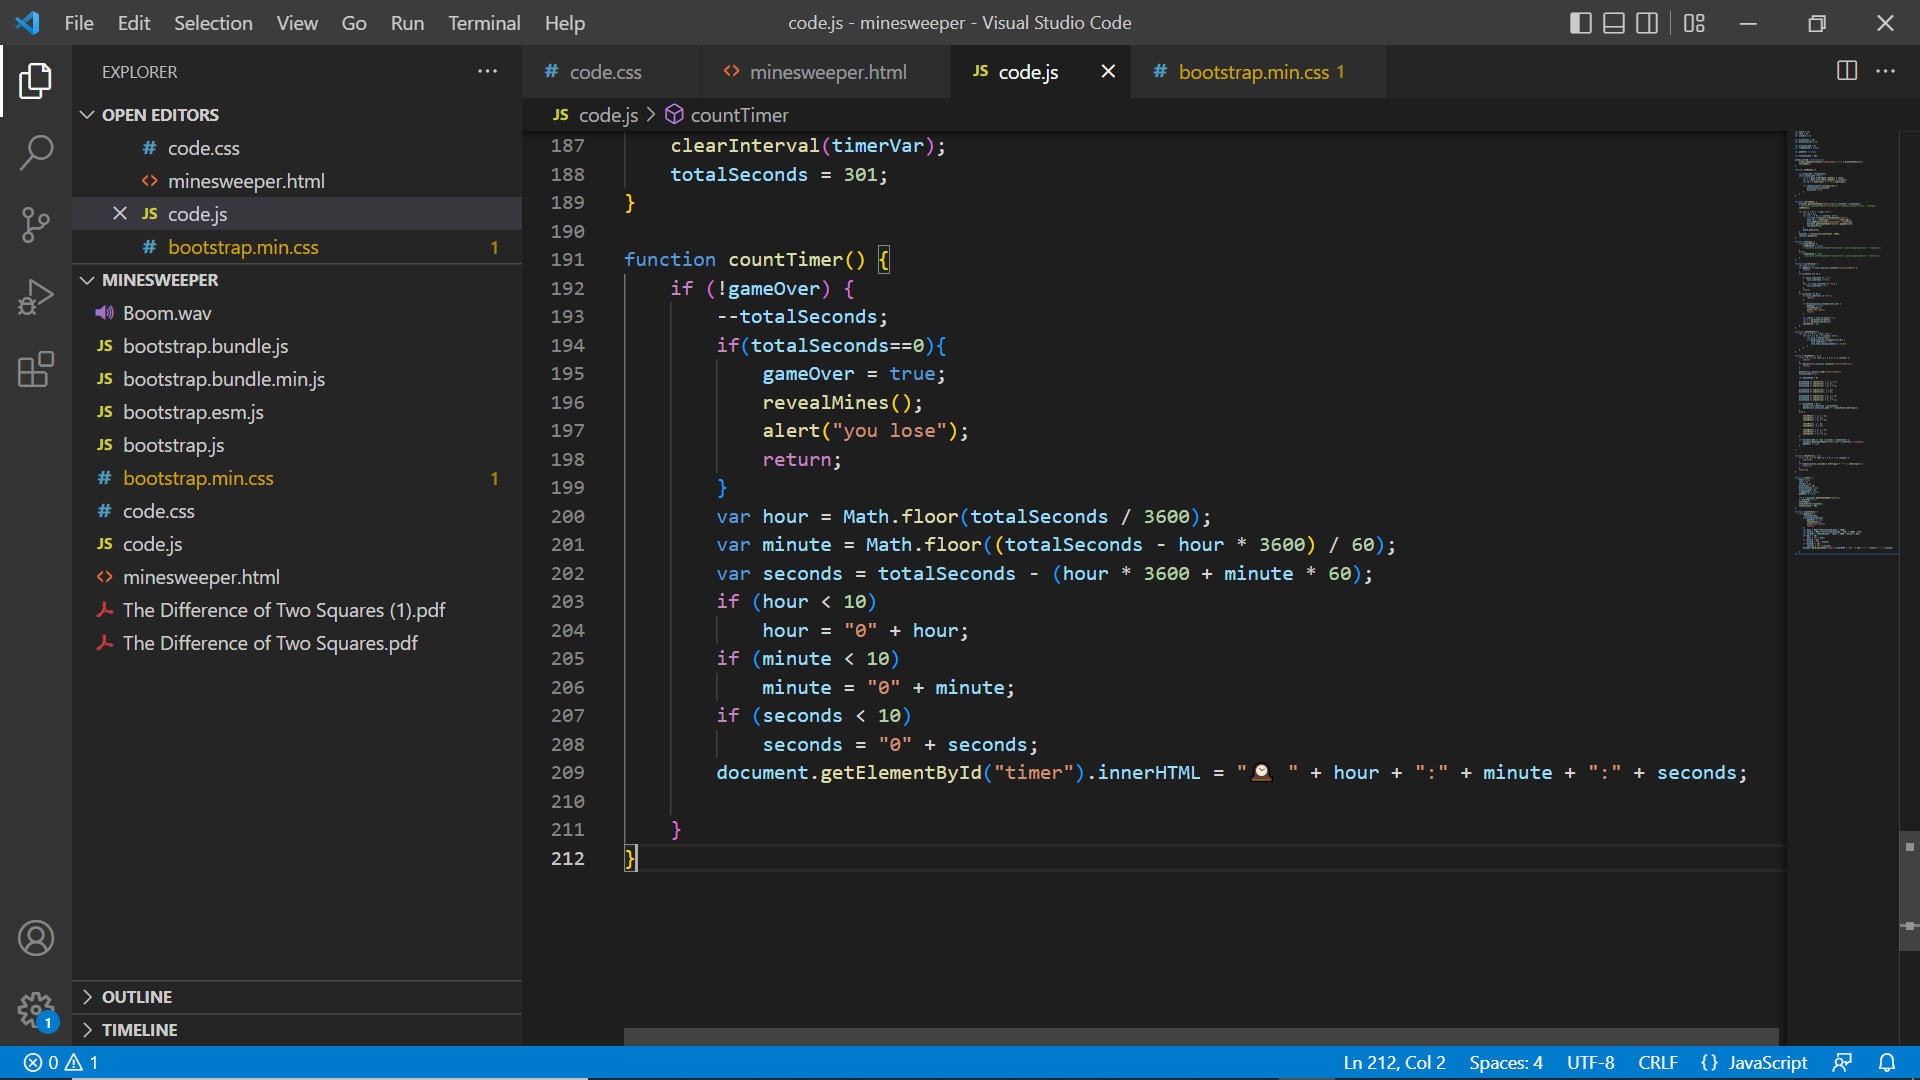 File Edit Selection View Go Run Terminal Help
code.js - minesweeper - Visual Studio Code
EXPLORER
OPEN EDITORS
# code.css
<> minesweeper.html
JS code.js
# bootstrap.min.css 1
MINESWEEPER
Boom.wav
JS bootstrap.bundle.js
JS bootstrap.bundle.min.js
JS bootstrap.esm.js
JS bootstrap.js
# bootstrap.min.css 1
# code.css
JS code.js
<> minesweeper.html
The Difference of Two Squares (1).pdf
The Difference of Two Squares.pdf
OUTLINE
TIMELINE
# code.css <> minesweeper.html JS code.js # bootstrap.min.css 1
JS code.js > countTimer
187 clearInterval(timerVar);
188 totalSeconds = 301;
189 }
190
191 function countTimer() {
192 if (!gameOver) {
193 --totalSeconds;
194 if(totalSeconds==0){
195 gameOver = true;
196 revealMines();
197 alert("you lose");
198 return;
199 }
200 var hour = Math.floor(totalSeconds / 3600);
201 var minute = Math.floor((totalSeconds - hour * 3600) / 60);
202 var seconds = totalSeconds - (hour * 3600 + minute * 60);
203 if (hour < 10)
204 hour = "0" + hour;
205 if (minute < 10)
206 minute = "0" + minute;
207 if (seconds < 10)
208 seconds = "0" + seconds;
209 document.getElementById("timer").innerHTML = "🕰 " + hour + ":" + minute + ":" + seconds;
210
211 }
212 }
1
0 1 Ln 212, Col 2 Spaces: 4 UTF-8 CRLF {} JavaScript